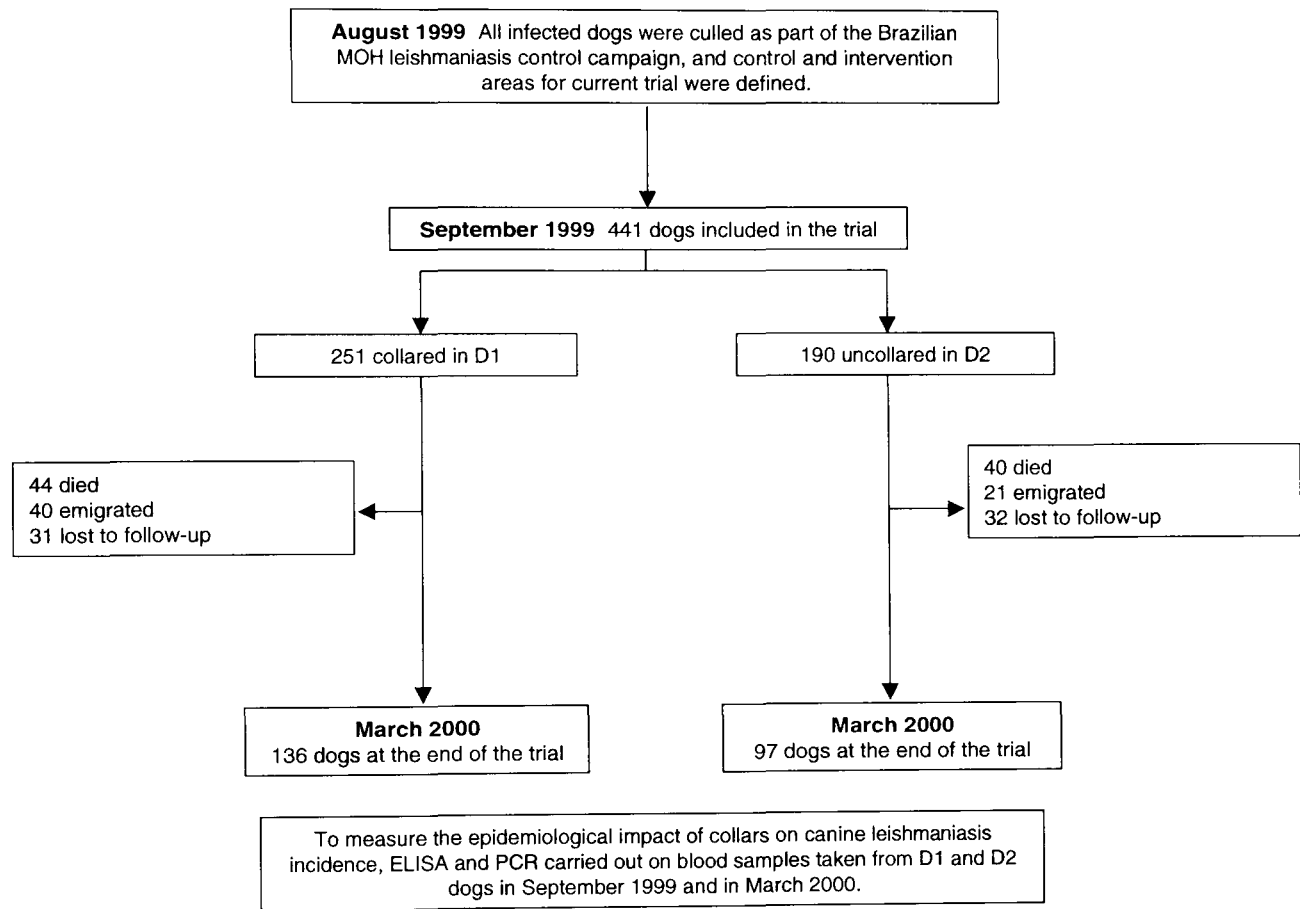 August 1999 All infected dogs were culled as part of the Brazilian
MOH leishmaniasis control campaign, and control and intervention
areas for current trial were defined.
September 1999 441 dogs included in the trial
251 collared in D1
190 uncollared in D2
44 died
40 emigrated
31 lost to follow-up
40 died
21 emigrated
32 lost to follow-up
March 2000
136 dogs at the end of the trial
March 2000
97 dogs at the end of the trial
To measure the epidemiological impact of collars on canine leishmaniasis
incidence, ELISA and PCR carried out on blood samples taken from D1 and D2
dogs in September 1999 and in March 2000.